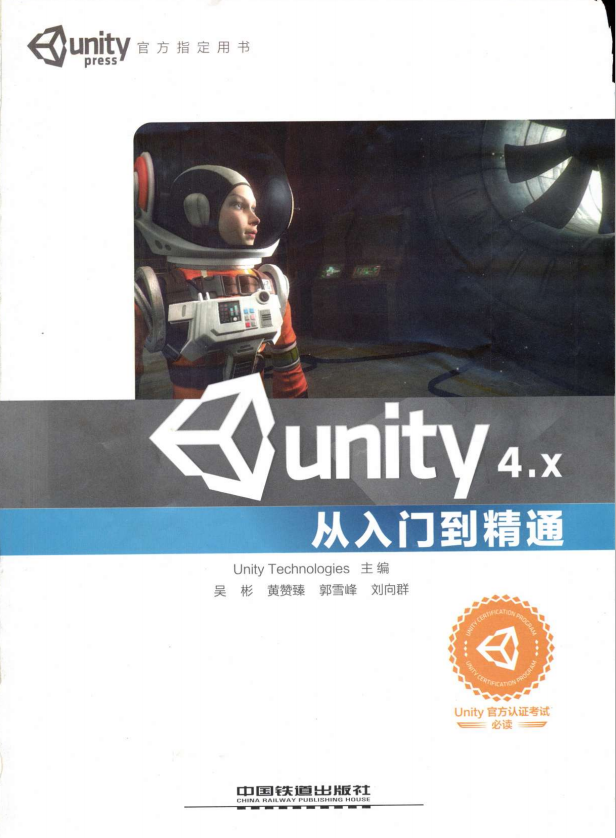 unity 官方指定用书
press
unity 4.x
从入门到精通
Unity Technologies 主编
吴 彬 黄赞臻 郭雪峰 刘向群
UNITY CERTIFICATION PROGRAM
UNITY CERTIFICATION PROGRAM
Unity 官方认证考试
必读
中国铁道出版社
CHINA RAILWAY PUBLISHING HOUSE